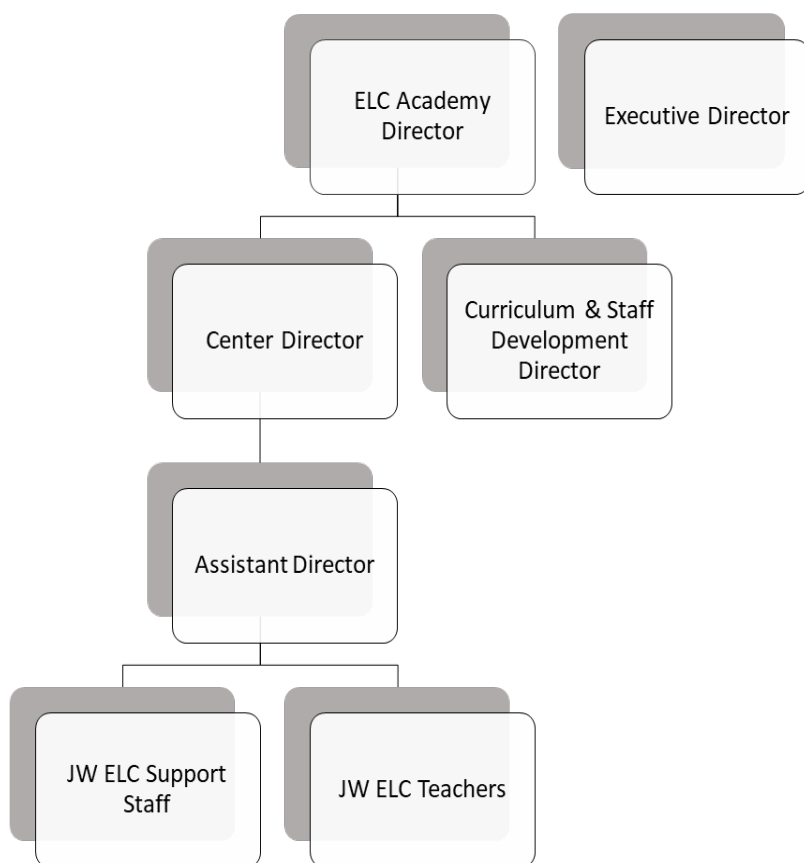 ELC Academy
Director
Executive Director
Center Director
Curriculum & Staff
Development
Director
Assistant Director
JW ELC Support
Staff
JW ELC Teachers